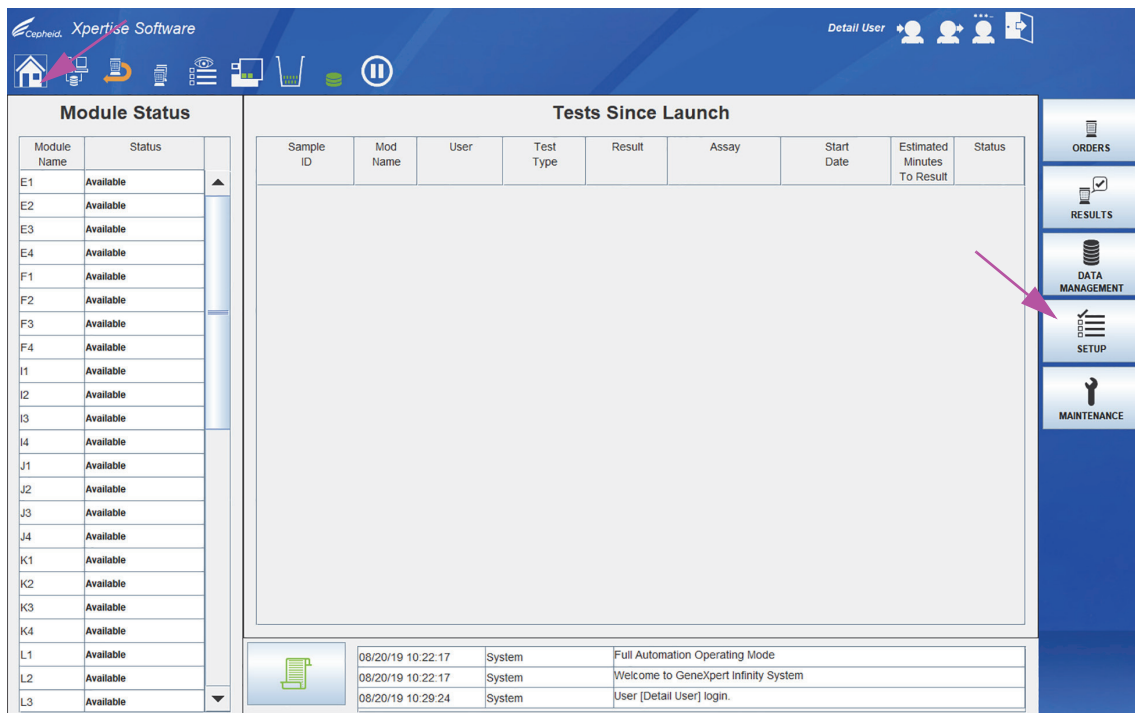 Cepheid. Xpertise Software
Detail User
Module Status
Module Name Status
E1 Available
E2 Available
E3 Available
E4 Available
F1 Available
F2 Available
F3 Available
F4 Available
I1 Available
I2 Available
I3 Available
I4 Available
J1 Available
J2 Available
J3 Available
J4 Available
K1 Available
K2 Available
K3 Available
K4 Available
L1 Available
L2 Available
L3 Available
Tests Since Launch
Sample ID Mod Name User Test Type Result Assay Start Date Estimated Minutes To Result Status
08/20/19 10:22:17 System Full Automation Operating Mode
08/20/19 10:22:17 System Welcome to GeneXpert Infinity System
08/20/19 10:29:24 System User [Detail User] login.
ORDERS
RESULTS
DATA
MANAGEMENT
SETUP
MAINTENANCE